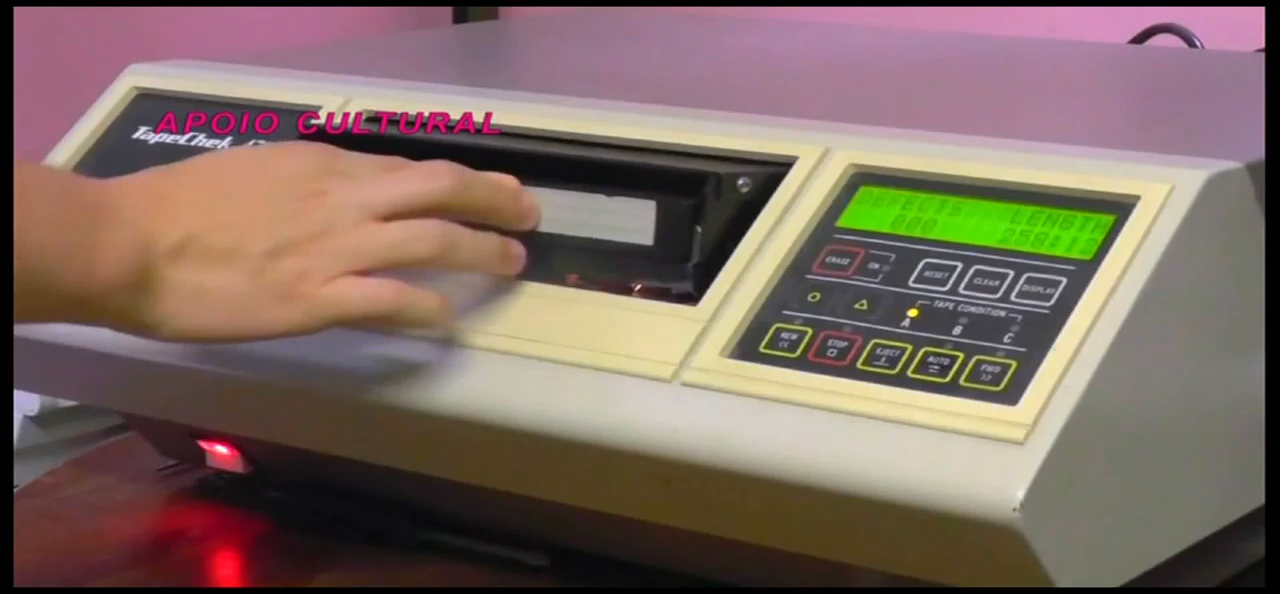 APOIO CULTURAL
TapeChek
DEFECTS LENGTH
000 258:12
ERASE ON RESET CLEAR DISPLAY
TAPE CONDITION
A B C
REW STOP EJECT AUTO FWD